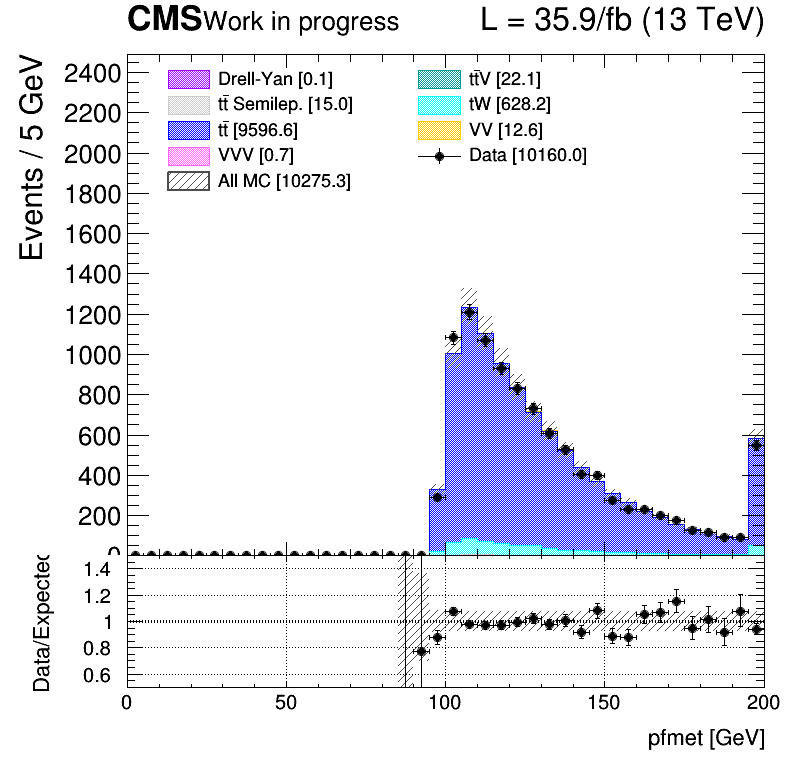 CMS Work in progress L = 35.9/fb (13 TeV)
Events / 5 GeV
2400
2200
2000
1800
1600
1400
1200
1000
800
600
400
200
0
Drell-Yan [0.1]
tt̄ Semilep. [15.0]
tt̄ [9596.6]
VVV [0.7]
All MC [10275.3]
tt̄V [22.1]
tW [628.2]
VV [12.6]
Data [10160.0]
Data/Expected
1.4
1.2
1
0.8
0.6
0 50 100 150 200
pfmet [GeV]